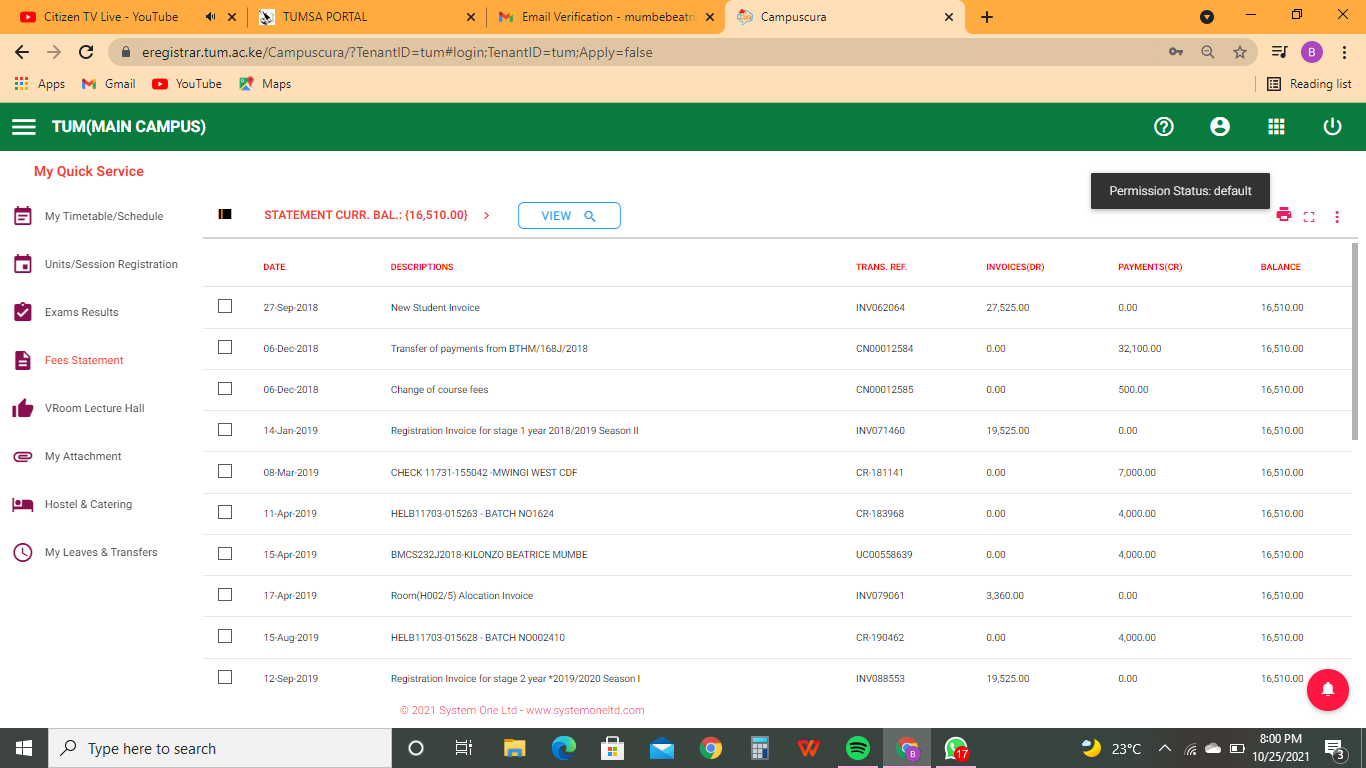 Citizen TV Live - YouTube
TUMSA PORTAL
Email Verification - mumbebeatri
Campuscura
eregistrar.tum.ac.ke/Campuscura/?TenantID=tum#login;TenantID=tum;Apply=false
B
Apps
Gmail
YouTube
Maps
Reading list
TUM(MAIN CAMPUS)
My Quick Service
Permission Status: default
My Timetable/Schedule
Units/Session Registration
Exams Results
Fees Statement
VRoom Lecture Hall
My Attachment
Hostel & Catering
My Leaves & Transfers
STATEMENT CURR. BAL.: {16,510.00} > VIEW
DATE DESCRIPTIONS TRANS. REF. INVOICES(DR) PAYMENTS(CR) BALANCE
27-Sep-2018 New Student Invoice INV062064 27,525.00 0.00 16,510.00
06-Dec-2018 Transfer of payments from BTHM/168J/2018 CN00012584 0.00 32,100.00 16,510.00
06-Dec-2018 Change of course fees CN00012585 0.00 500.00 16,510.00
14-Jan-2019 Registration Invoice for stage 1 year 2018/2019 Season II INV071460 19,525.00 0.00 16,510.00
08-Mar-2019 CHECK 11731-155042 -MWINGI WEST CDF CR-181141 0.00 7,000.00 16,510.00
11-Apr-2019 HELB11703-015263 - BATCH NO1624 CR-183968 0.00 4,000.00 16,510.00
15-Apr-2019 BMCS232J2018-KILONZO BEATRICE MUMBE UC00558639 0.00 4,000.00 16,510.00
17-Apr-2019 Room(H002/5) Alocation Invoice INV079061 3,360.00 0.00 16,510.00
15-Aug-2019 HELB11703-015628 - BATCH NO002410 CR-190462 0.00 4,000.00 16,510.00
12-Sep-2019 Registration Invoice for stage 2 year *2019/2020 Season I INV088553 19,525.00 0.00 16,510.00
© 2021 System One Ltd - www.systemoneltd.com
Type here to search
B
17
23°C
8:00 PM
10/25/2021
3